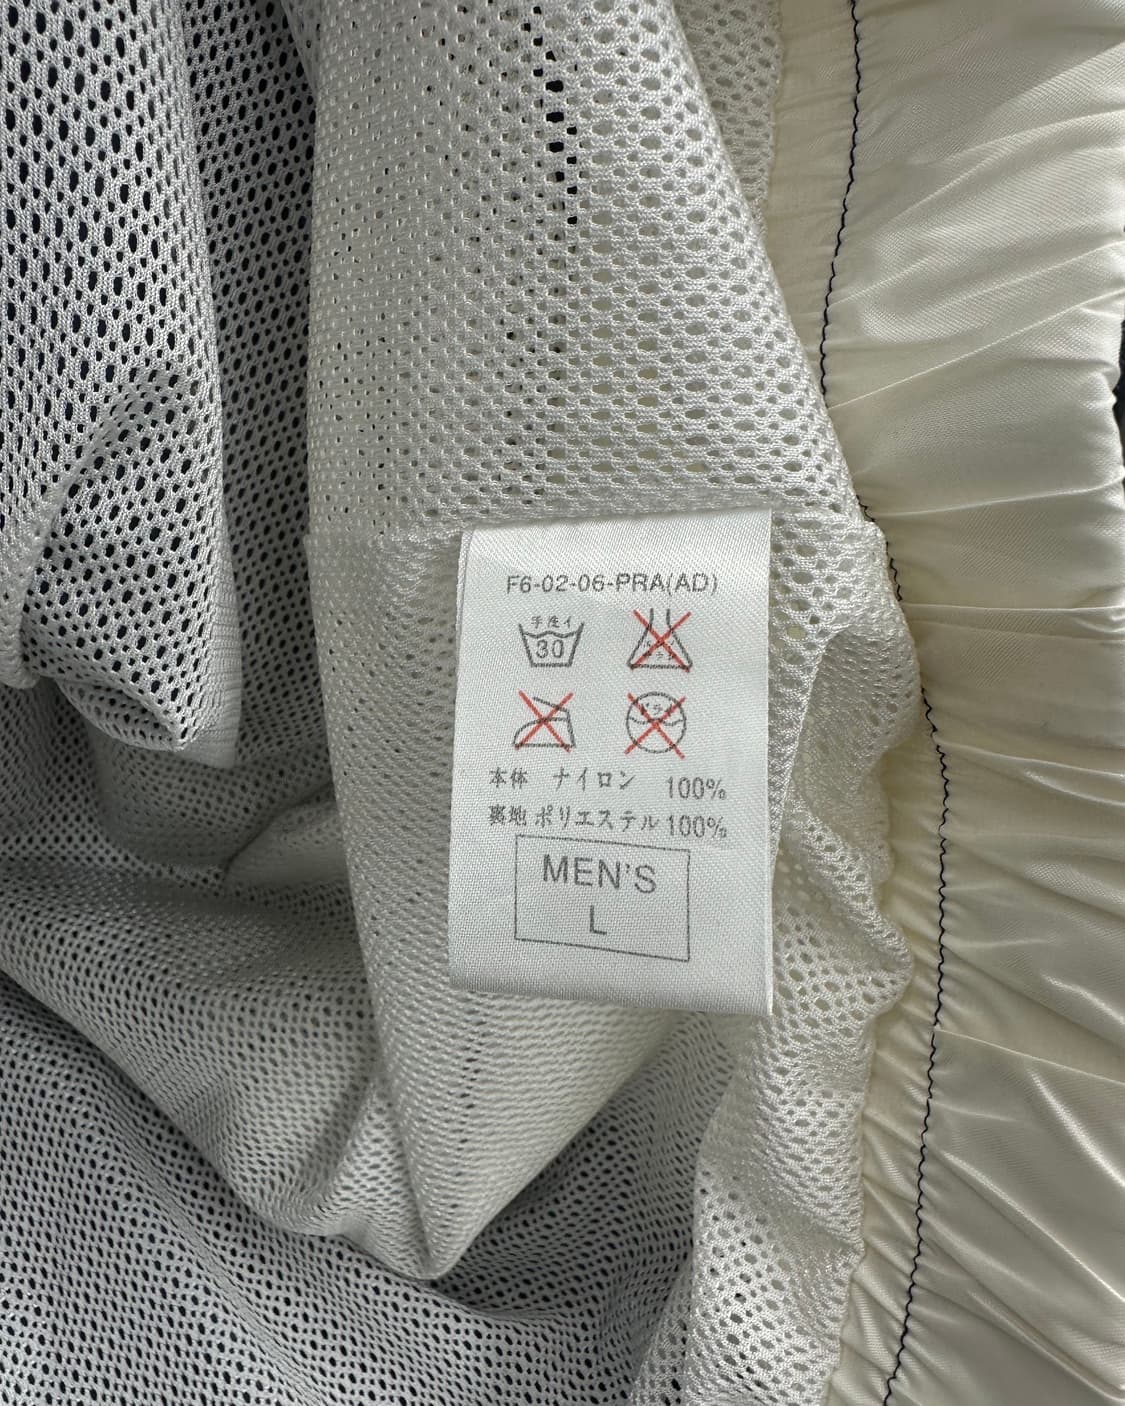 F6-02-06-PRA(AD)
手洗イ
30
本体 ナイロン 100%
裏地 ポリエステル 100%
MEN'S
L